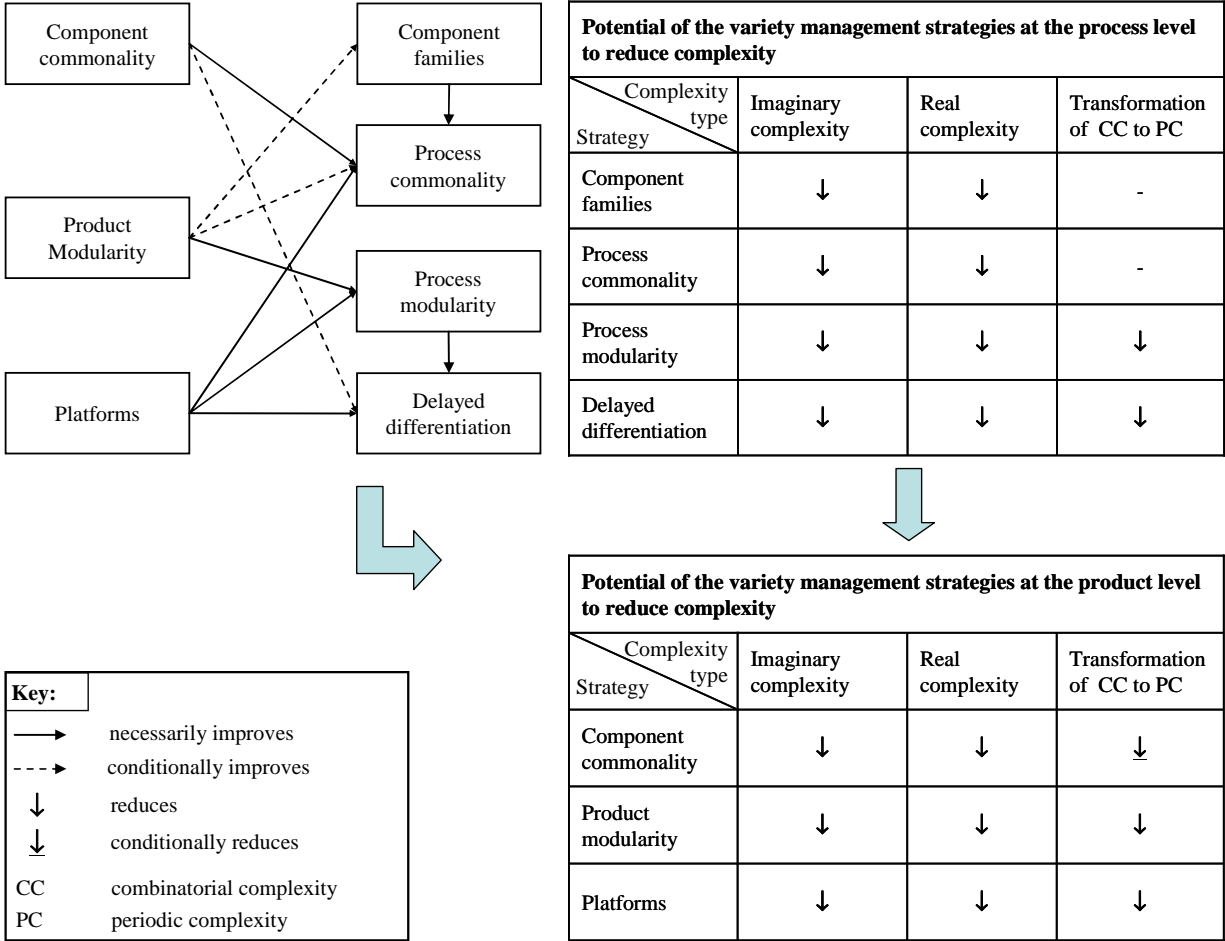 Component
commonality
Component
families
Process
commonality
Product
Modularity
Process
modularity
Platforms
Delayed
differentiation
Potential of the variety management strategies at the process level
to reduce complexity
Complexity
type
Strategy
Imaginary
complexity
Real
complexity
Transformation
of CC to PC
Component
families
↓ ↓ -
Process
commonality
↓ ↓ -
Process
modularity
↓ ↓ ↓
Delayed
differentiation
↓ ↓ ↓
Potential of the variety management strategies at the product level
to reduce complexity
Complexity
type
Strategy
Imaginary
complexity
Real
complexity
Transformation
of CC to PC
Component
commonality
↓ ↓ ↓
Product
modularity
↓ ↓ ↓
Platforms
↓ ↓ ↓
Key:
necessarily improves
conditionally improves
↓ reduces
↓ conditionally reduces
CC combinatorial complexity
PC periodic complexity